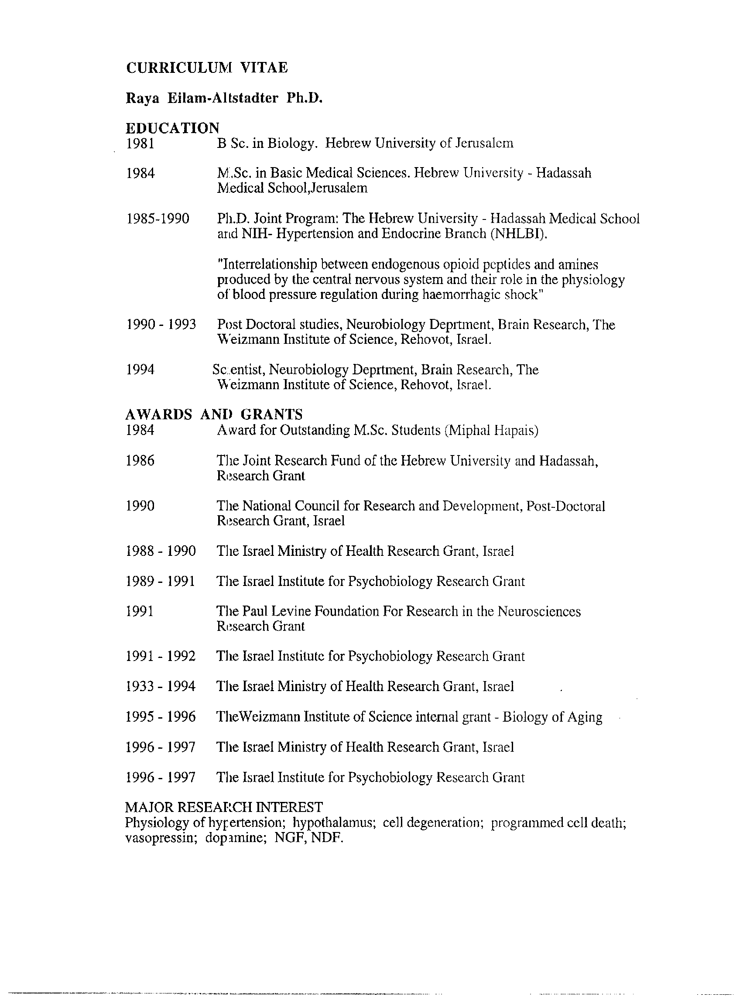 CURRICULUM VITAE
Raya Eilam-Altstadter Ph.D.
EDUCATION
1981 B Sc. in Biology. Hebrew University of Jerusalem
1984 M.Sc. in Basic Medical Sciences. Hebrew University - Hadassah
Medical School,Jerusalem
1985-1990 Ph.D. Joint Program: The Hebrew University - Hadassah Medical School
and NIH- Hypertension and Endocrine Branch (NHLBI).
"Interrelationship between endogenous opioid peptides and amines
produced by the central nervous system and their role in the physiology
of blood pressure regulation during haemorrhagic shock"
1990 - 1993 Post Doctoral studies, Neurobiology Deprtment, Brain Research, The
Weizmann Institute of Science, Rehovot, Israel.
1994 Scientist, Neurobiology Deprtment, Brain Research, The
Weizmann Institute of Science, Rehovot, Israel.
AWARDS AND GRANTS
1984 Award for Outstanding M.Sc. Students (Miphal Hapais)
1986 The Joint Research Fund of the Hebrew University and Hadassah,
Research Grant
1990 The National Council for Research and Development, Post-Doctoral
Research Grant, Israel
1988 - 1990 The Israel Ministry of Health Research Grant, Israel
1989 - 1991 The Israel Institute for Psychobiology Research Grant
1991 The Paul Levine Foundation For Research in the Neurosciences
Research Grant
1991 - 1992 The Israel Institute for Psychobiology Research Grant
1933 - 1994 The Israel Ministry of Health Research Grant, Israel
1995 - 1996 TheWeizmann Institute of Science internal grant - Biology of Aging
1996 - 1997 The Israel Ministry of Health Research Grant, Israel
1996 - 1997 The Israel Institute for Psychobiology Research Grant
MAJOR RESEARCH INTEREST
Physiology of hypertension; hypothalamus; cell degeneration; programmed cell death;
vasopressin; dopamine; NGF, NDF.